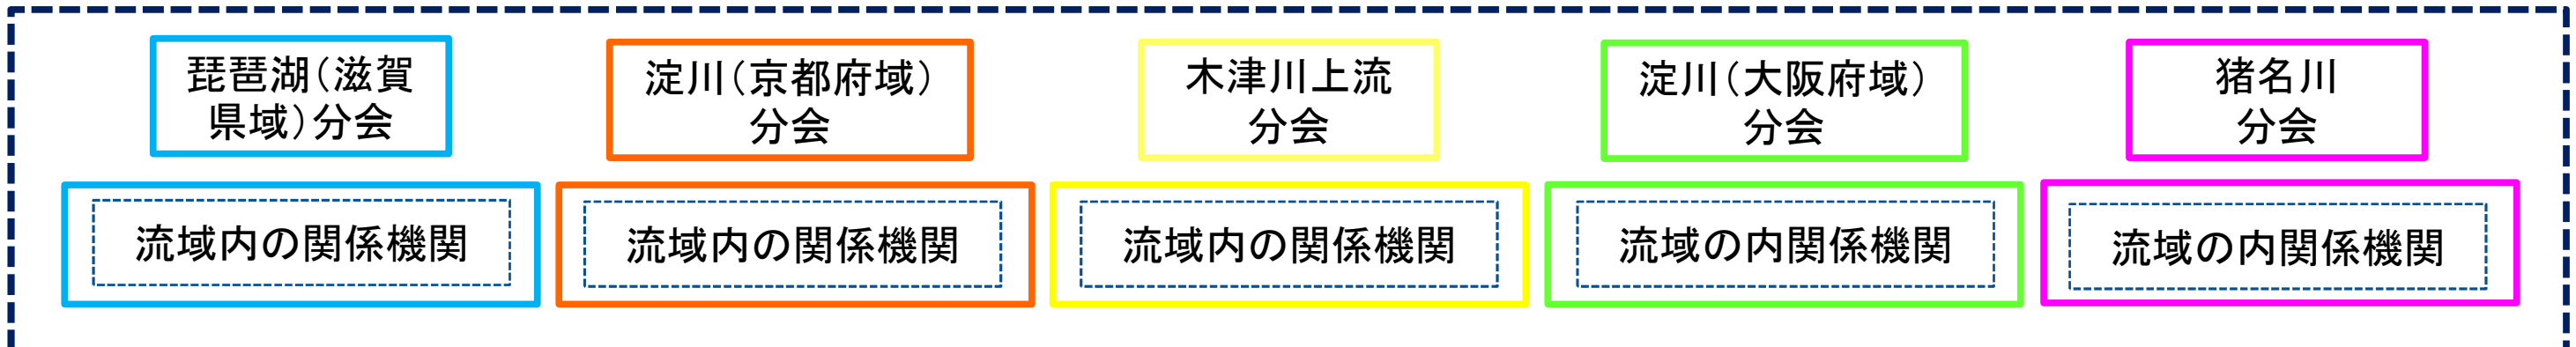 琵琶湖（滋賀
県域）分会
淀川（京都府域）
分会
木津川上流
分会
淀川（大阪府域）
分会
猪名川
分会
流域内の関係機関
流域内の関係機関
流域内の関係機関
流域の内関係機関
流域の内関係機関